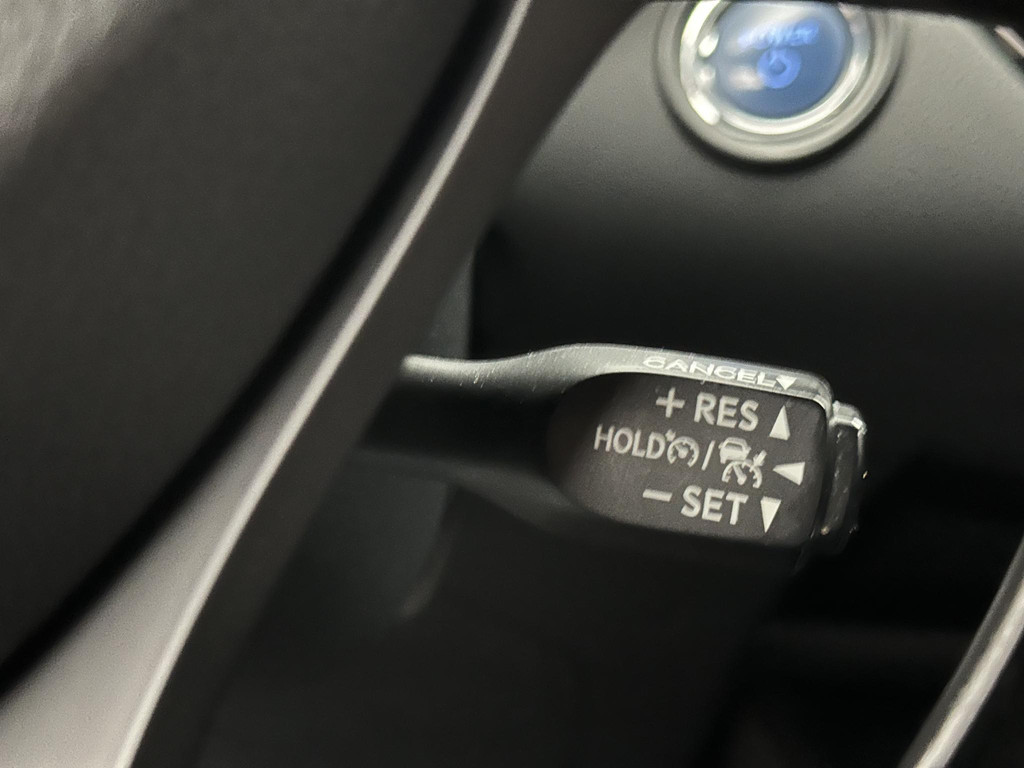 CANCEL
+ RES
HOLD /
− SET